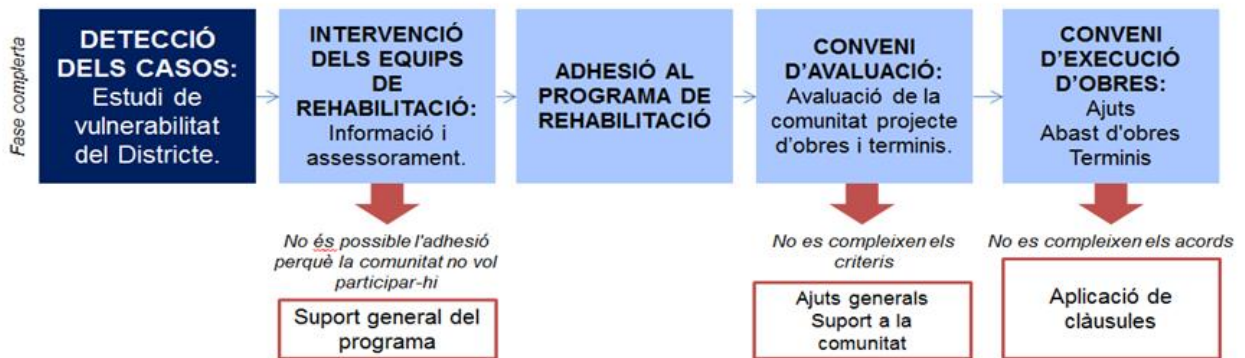 Fase complerta
DETECCIÓ
DELS CASOS:
Estudi de
vulnerabilitat
del Districte.
INTERVENCIÓ
DELS EQUIPS
DE
REHABILITACIÓ:
Informació i
assessorament.
ADHESIÓ AL
PROGRAMA DE
REHABILITACIÓ
CONVENI
D’AVALUACIÓ:
Avaluació de la
comunitat projecte
d’obres i terminis.
CONVENI
D’EXECUCIÓ
D’OBRES:
Ajuts
Abast d'obres
Terminis
No és possible l'adhesió
perquè la comunitat no vol
participar-hi
Suport general del
programa
No es compleixen els
criteris
Ajuts generals
Suport a la
comunitat
No es compleixen els acords
Aplicació de
clàusules